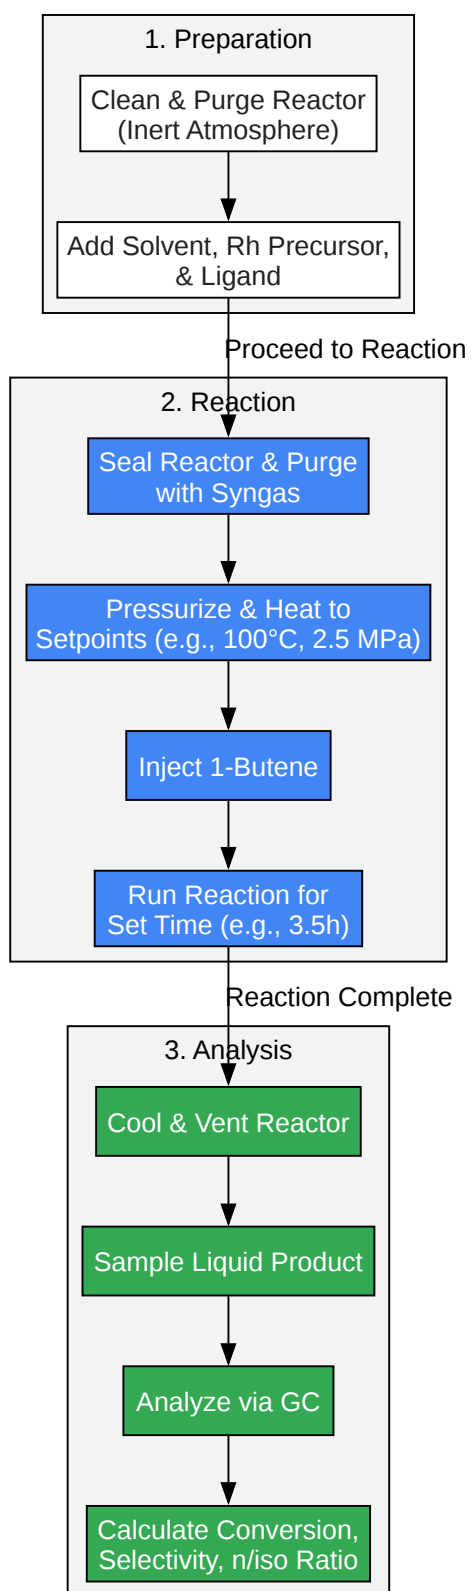 1. Preparation
Clean & Purge Reactor
(Inert Atmosphere)
Add Solvent, Rh Precursor,
& Ligand
Proceed to Reaction
2. Reaction
Seal Reactor & Purge
with Syngas
Pressurize & Heat to
Setpoints (e.g., 100°C, 2.5 MPa)
Inject 1-Butene
Run Reaction for
Set Time (e.g., 3.5h)
Reaction Complete
3. Analysis
Cool & Vent Reactor
Sample Liquid Product
Analyze via GC
Calculate Conversion,
Selectivity, n/iso Ratio